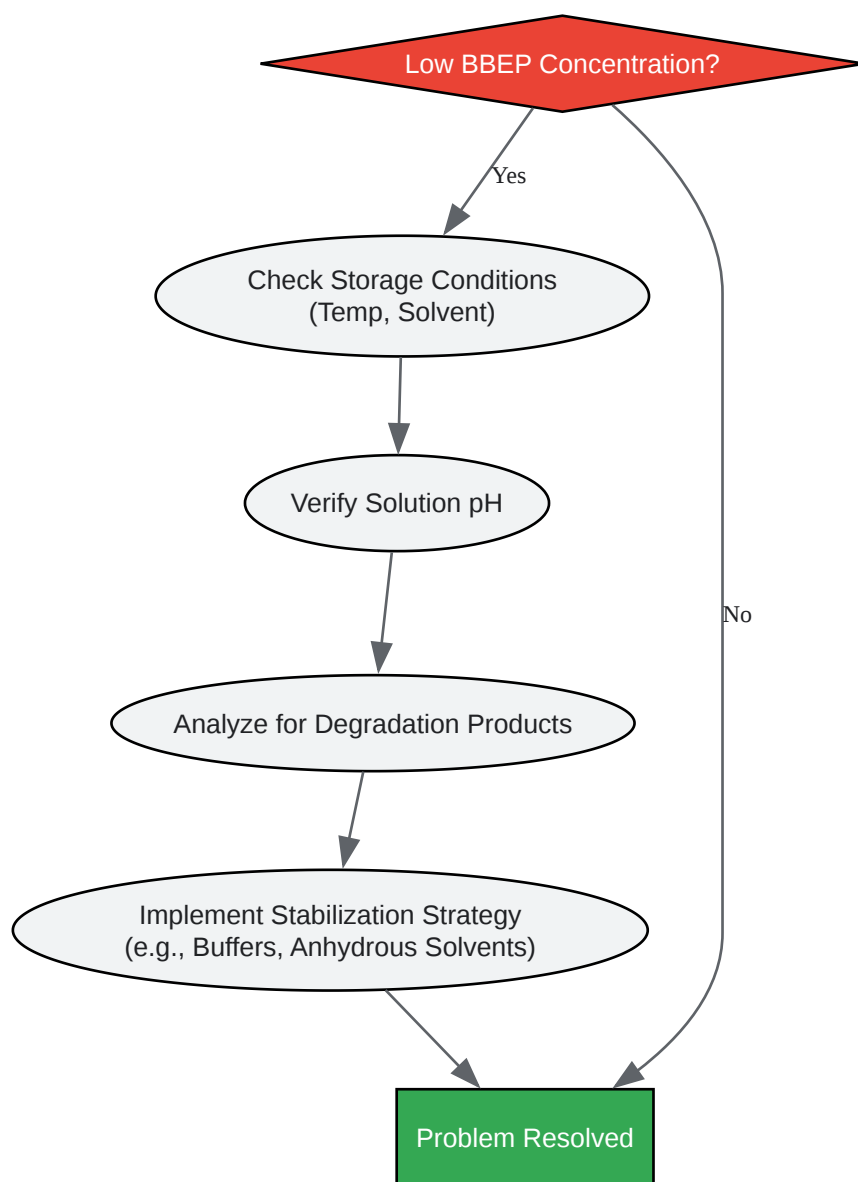 Low BBEP Concentration?
Yes
Check Storage Conditions
(Temp, Solvent)
Verify Solution pH
No
Analyze for Degradation Products
Implement Stabilization Strategy
(e.g., Buffers, Anhydrous Solvents)
Problem Resolved